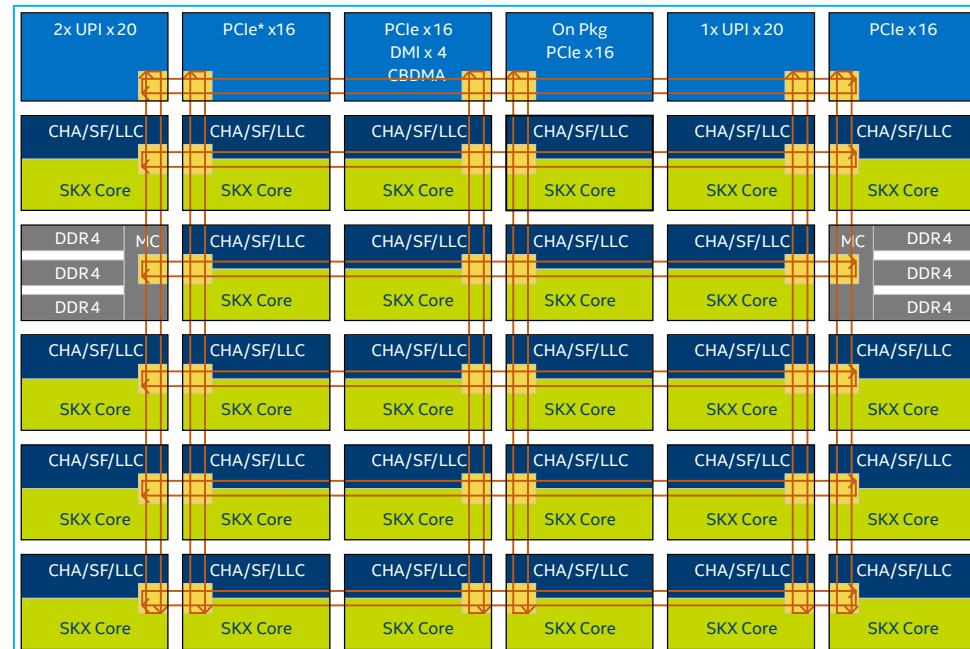 2x UPI x20
PCIe* x16
PCIe x16
DMI x 4
CBDMA
On Pkg
PCIe x16
1x UPI x20
PCIe x16
CHA/SF/LLC CHA/SF/LLC CHA/SF/LLC CHA/SF/LLC CHA/SF/LLC CHA/SF/LLC
SKX Core SKX Core SKX Core SKX Core SKX Core SKX Core
DDR4 MC CHA/SF/LLC CHA/SF/LLC CHA/SF/LLC CHA/SF/LLC MC DDR4
DDR4 DDR4
DDR4 SKX Core SKX Core SKX Core SKX Core DDR4
CHA/SF/LLC CHA/SF/LLC CHA/SF/LLC CHA/SF/LLC CHA/SF/LLC CHA/SF/LLC
SKX Core SKX Core SKX Core SKX Core SKX Core SKX Core
CHA/SF/LLC CHA/SF/LLC CHA/SF/LLC CHA/SF/LLC CHA/SF/LLC CHA/SF/LLC
SKX Core SKX Core SKX Core SKX Core SKX Core SKX Core
CHA/SF/LLC CHA/SF/LLC CHA/SF/LLC CHA/SF/LLC CHA/SF/LLC CHA/SF/LLC
SKX Core SKX Core SKX Core SKX Core SKX Core SKX Core